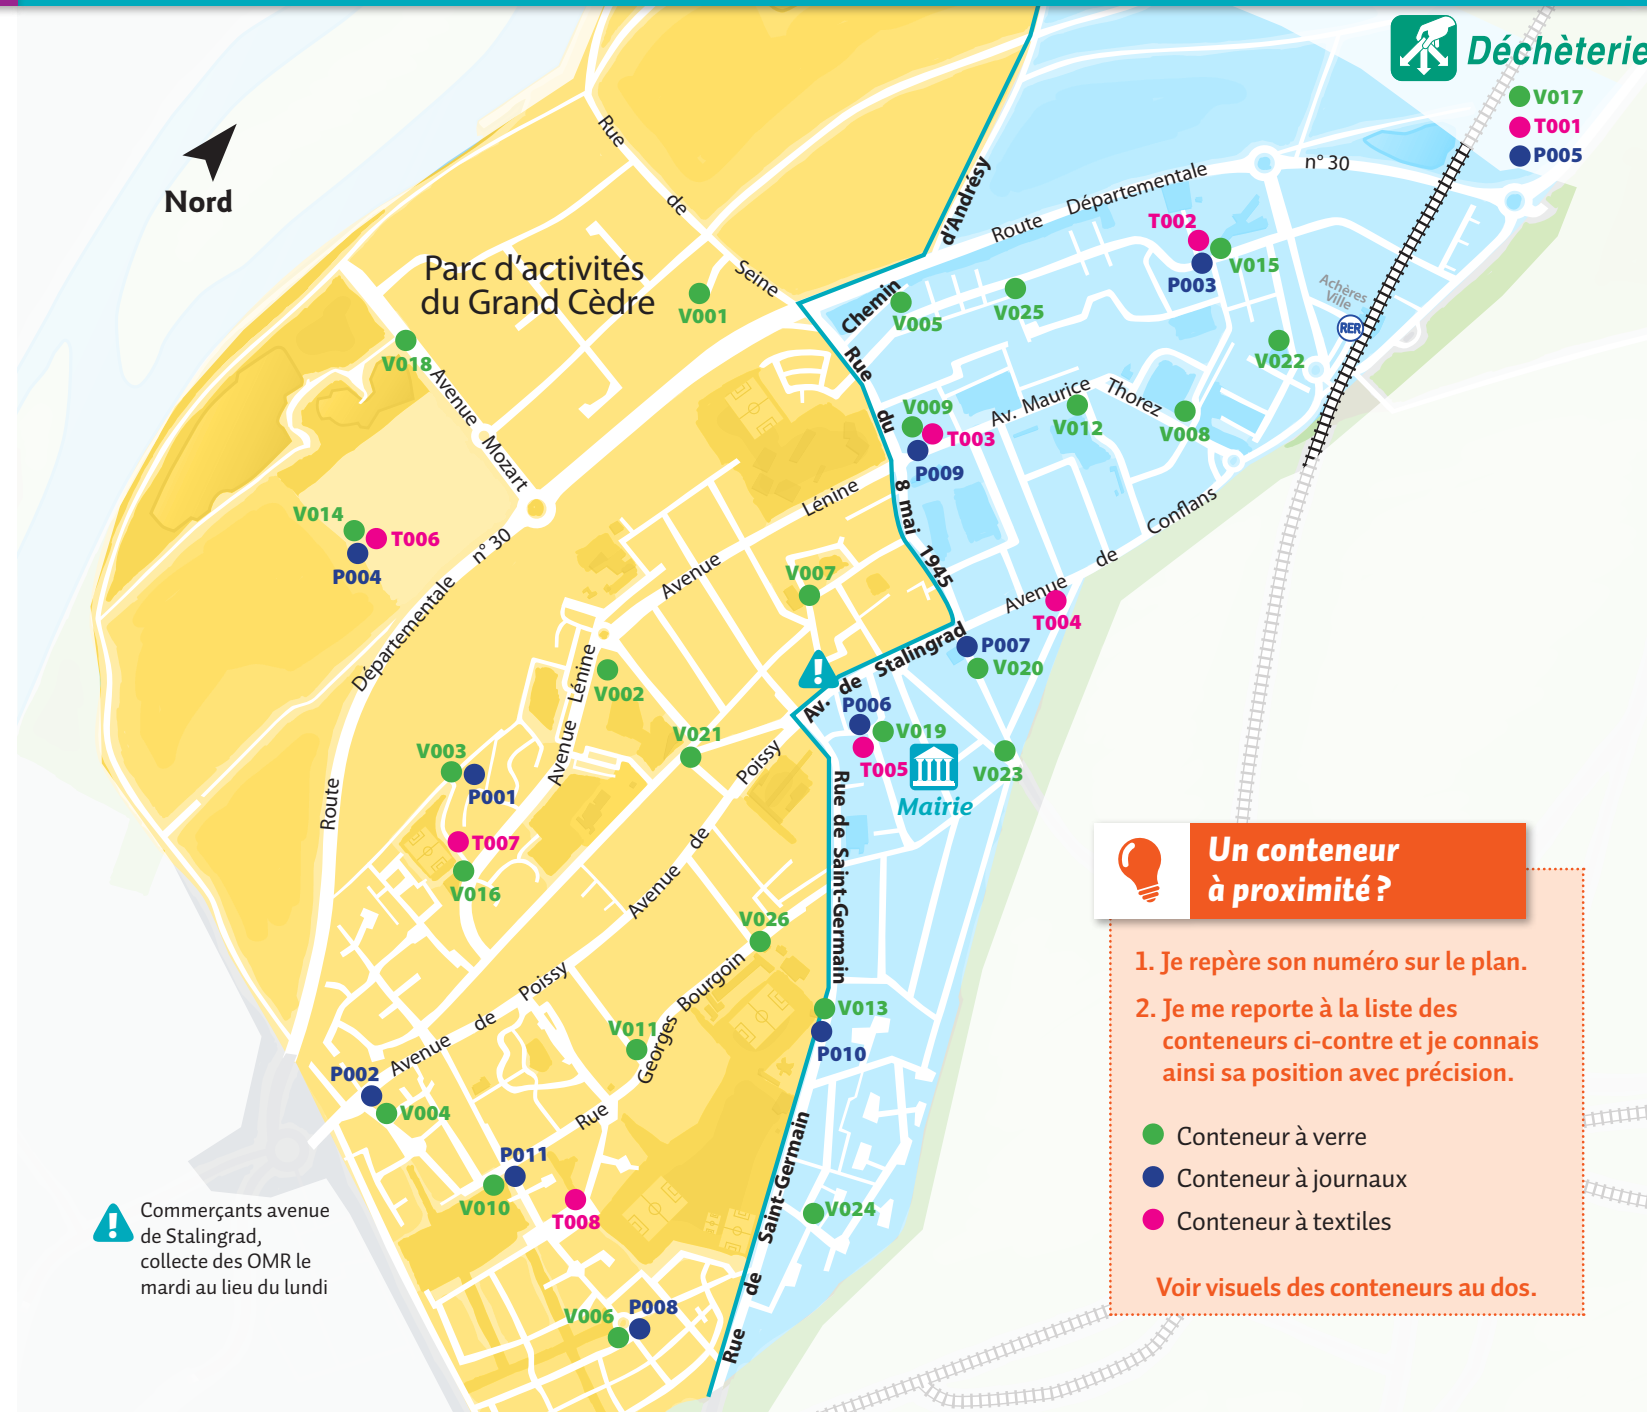 Déchèterie
V017
T001
P005
Nord
Rue
de
Seine
d'Andrésy
Chemin
Route
Départementale
n° 30
Parc d'activités
du Grand Cèdre
V001
T002
V015
P003
V005
V025
Achères
Ville
RER
V022
V018
Avenue
Mozart
Rue
du
8 mai
1945
V009
T003
P009
Av. Maurice
Thorez
V012
V008
Conflans
de
Avenue
T004
V014
T006
P004
n° 30
Départementale
Route
Lénine
Avenue
V007
Avenue Lénine
V002
P007
V020
Av. de Stalingrad
P006
V019
T005
Mairie
V023
V021
Poissy
de
Avenue
V003
P001
T007
V016
Rue de Saint-Germain
V026
Georges Bourgoin
Rue
V013
P010
V011
Poissy
de
Avenue
P002
V004
P011
V010
T008
V024
Saint-Germain
de
Rue
V006
P008
Commerçants avenue
de Stalingrad,
collecte des OMR le
mardi au lieu du lundi
Un conteneur
à proximité ?
1. Je repère son numéro sur le plan.
2. Je me reporte à la liste des
conteneurs ci-contre et je connais
ainsi sa position avec précision.
Conteneur à verre
Conteneur à journaux
Conteneur à textiles
Voir visuels des conteneurs au dos.